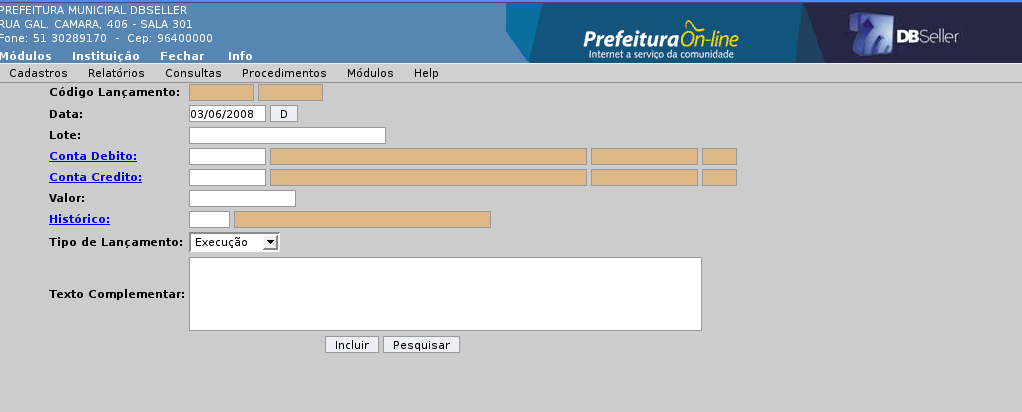 PREFEITURA MUNICIPAL DBSELLER
RUA GAL. CAMARA, 406 - SALA 301
Fone: 51 30289170 - Cep: 96400000
Módulos Instituição Fechar Info
Prefeitura On-line
Internet a serviço da comunidade
DBSeller
Cadastros Relatórios Consultas Procedimentos Módulos Help
Código Lançamento:
Data: 03/06/2008 D
Lote:
Conta Debito:
Conta Credito:
Valor:
Histórico:
Tipo de Lançamento: Execução
Texto Complementar:
Incluir Pesquisar